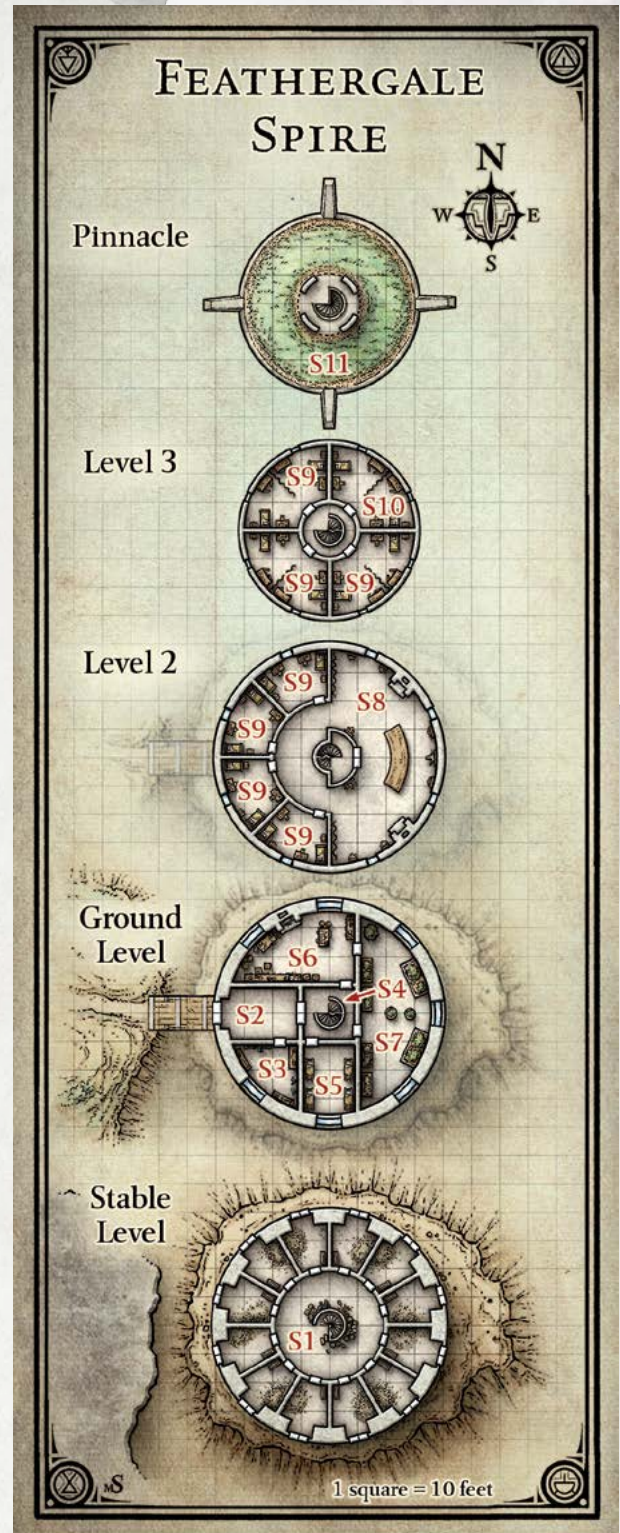 FEATHERGALE
SPIRE
N
W E
S
Pinnacle
S11
Level 3
S9
S10
S9 S9
Level 2
S9
S8
S9
S9
S9
Ground
Level
S6
S4
S2
S7
S3
S5
Stable
Level
S1
MS
1 square = 10 feet